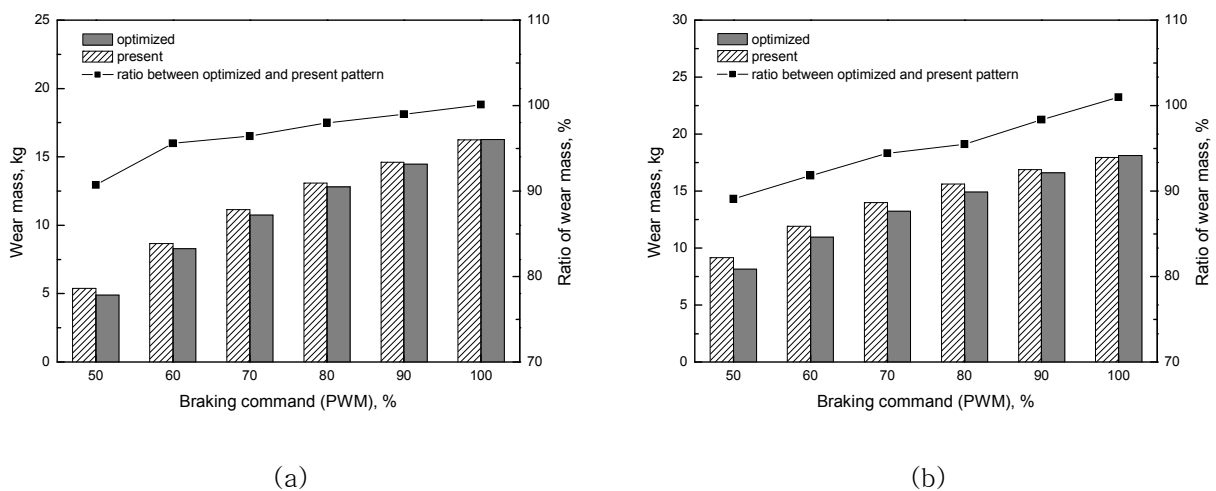 25
20
15
10
5
0
Wear mass, kg
optimized
present
ratio between optimized and present pattern
110
100
90
80
70
Ratio of wear mass, %
50 60 70 80 90 100
Braking command (PWM), %
(a)
30
25
20
15
10
5
0
Wear mass, kg
optimized
present
ratio between optimized and present pattern
110
100
90
80
70
Ratio of wear mass, %
50 60 70 80 90 100
Braking command (PWM), %
(b)